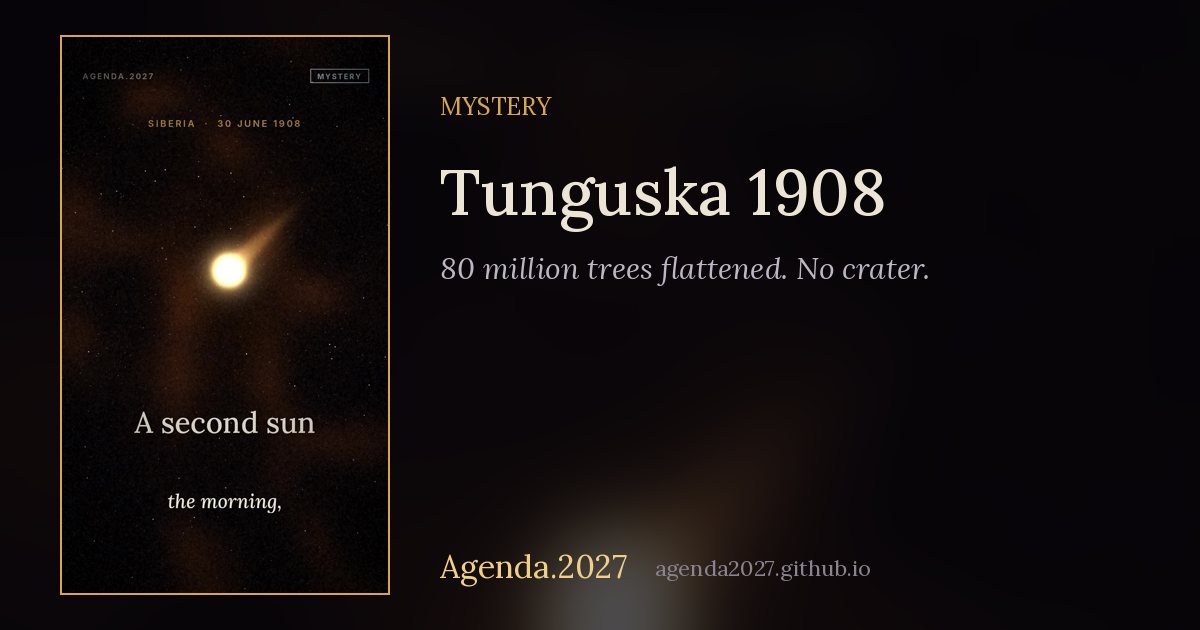 AGENDA.2027
MYSTERY
SIBERIA · 30 JUNE 1908
A second sun
the morning,
MYSTERY
Tunguska 1908
80 million trees flattened. No crater.
Agenda.2027
agenda2027.github.io